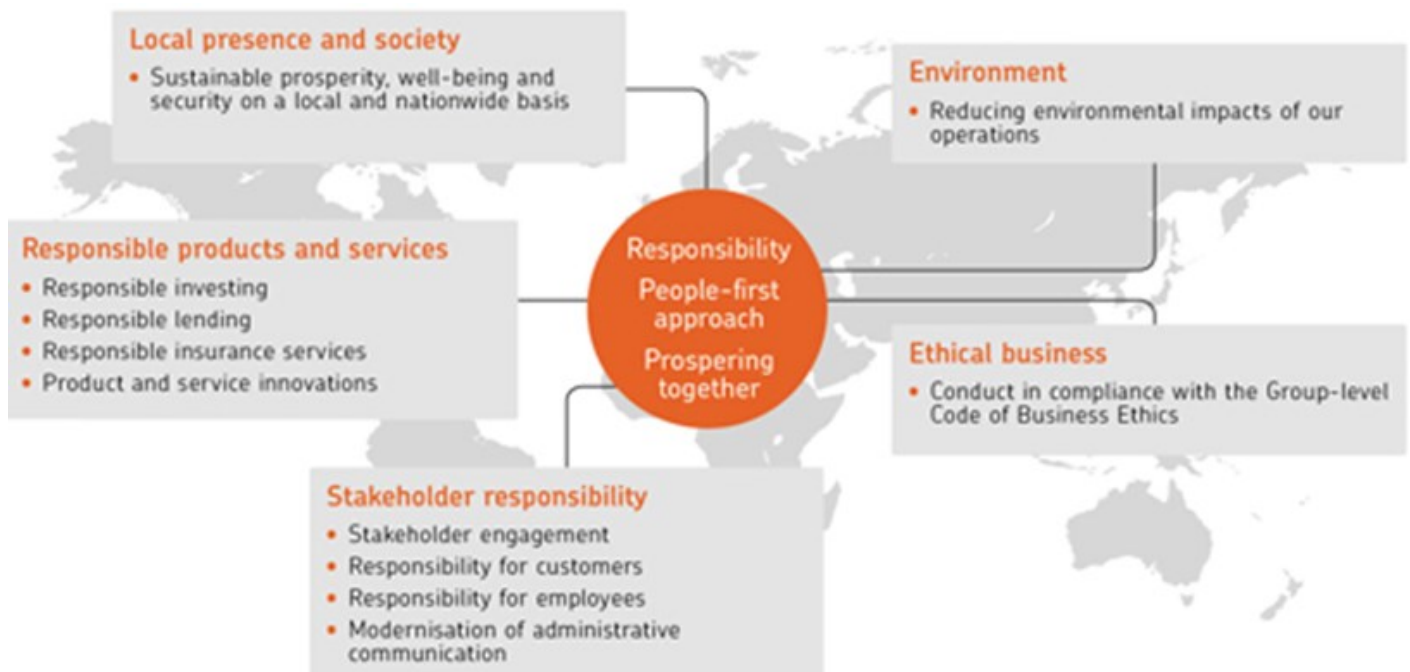 Local presence and society
• Sustainable prosperity, well-being and
security on a local and nationwide basis
Environment
• Reducing environmental impacts of our
operations
Responsible products and services
• Responsible investing
• Responsible lending
• Responsible insurance services
• Product and service innovations
Responsibility
People-first
approach
Prospering
together
Ethical business
• Conduct in compliance with the Group-level
Code of Business Ethics
Stakeholder responsibility
• Stakeholder engagement
• Responsibility for customers
• Responsibility for employees
• Modernisation of administrative
communication